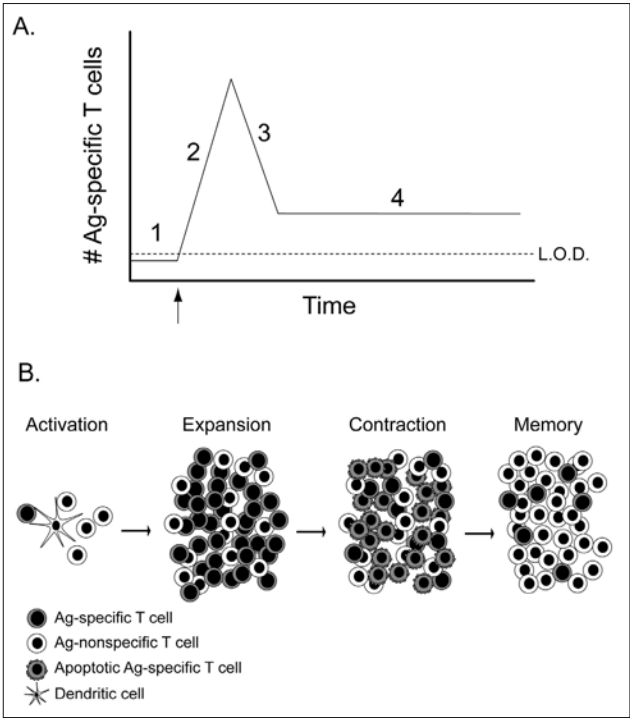 A.
# Ag-specific T cells
1
2
3
4
L.O.D.
Time
B.
Activation Expansion Contraction Memory
Ag-specific T cell
Ag-nonspecific T cell
Apoptotic Ag-specific T cell
Dendritic cell